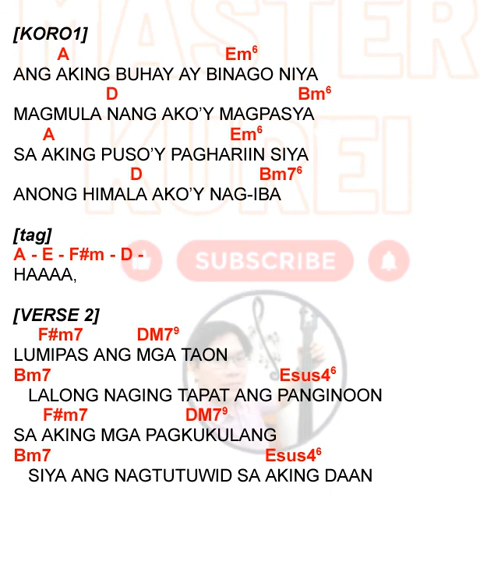 MASTER
KUREI
[KORO1]
A Em⁶
ANG AKING BUHAY AY BINAGO NIYA
D Bm⁶
MAGMULA NANG AKO’Y MAGPASYA
A Em⁶
SA AKING PUSO’Y PAGHARIIN SIYA
D Bm7⁶
ANONG HIMALA AKO’Y NAG-IBA
[tag]
A - E - F#m - D -
SUBSCRIBE
HAAAA,
[VERSE 2]
F#m7 DM7⁹
LUMIPAS ANG MGA TAON
Bm7 Esus4⁶
LALONG NAGING TAPAT ANG PANGINOON
F#m7 DM7⁹
SA AKING MGA PAGKUKULANG
Bm7 Esus4⁶
SIYA ANG NAGTUTUWID SA AKING DAAN